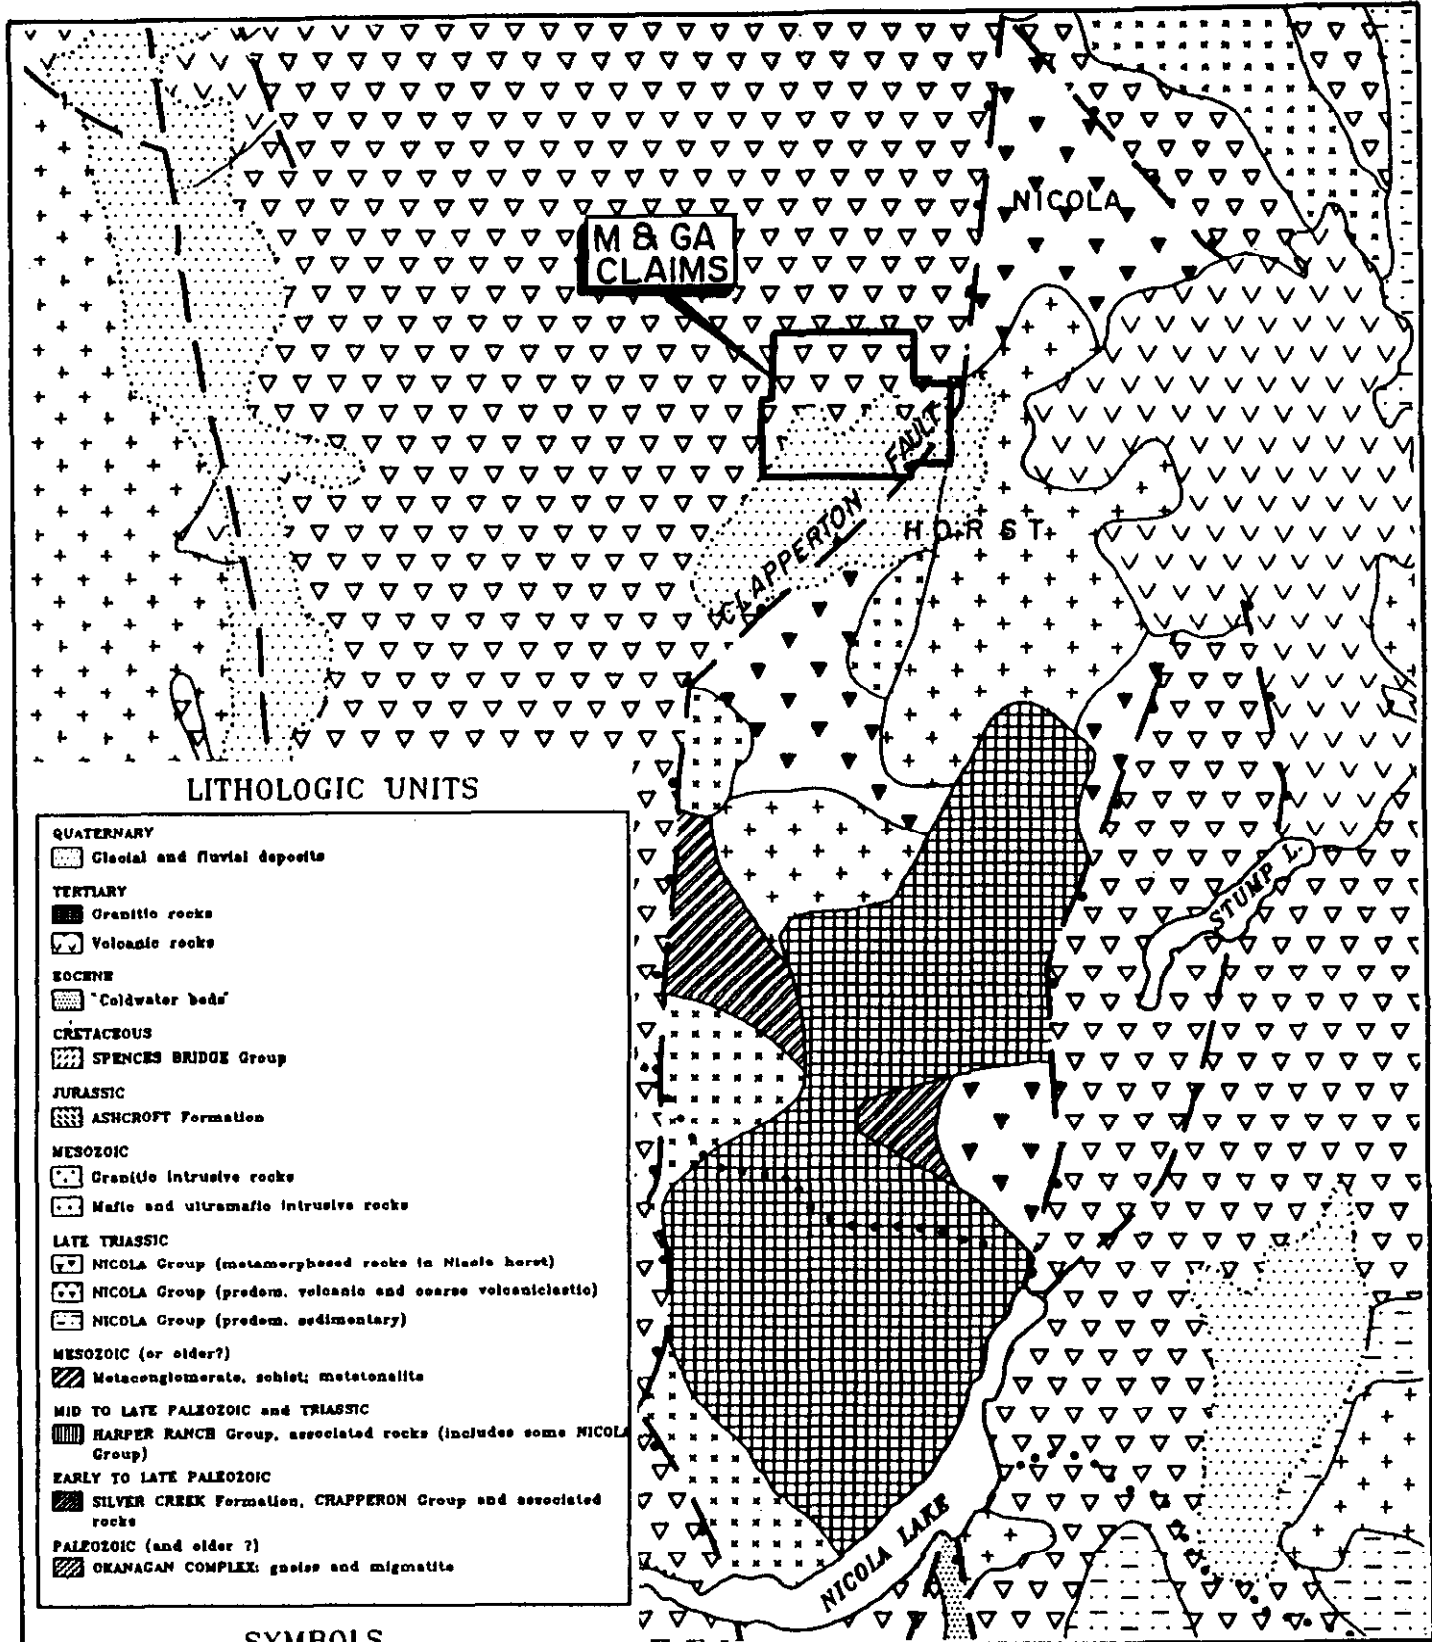 NICOLA
M & GA
CLAIMS
FAULT
CLAPPERTON
HORST
LITHOLOGIC UNITS
QUATERNARY
Glacial and fluvial deposits
TERTIARY
Granitic rocks
Volcanic rocks
EOCENE
"Coldwater beds"
CRETACEOUS
SPENCES BRIDGE Group
JURASSIC
ASHCROFT Formation
MESOZOIC
Granitic intrusive rocks
Mafic and ultramafic intrusive rocks
LATE TRIASSIC
NICOLA Group (metamorphosed rocks in Nicola horst)
NICOLA Group (predom. volcanic and coarse volcaniclastic)
NICOLA Group (predom. sedimentary)
MESOZOIC (or older?)
Metaconglomerate, schist; metatonalite
MID TO LATE PALEOZOIC and TRIASSIC
HARPER RANCH Group, associated rocks (includes some NICOLA
Group)
EARLY TO LATE PALEOZOIC
SILVER CREEK Formation, CRAPPERON Group and associated
rocks
PALEOZOIC (and older ?)
OKANAGAN COMPLEX: gneiss and migmatite
STUMP L.
NICOLA LAKE
SYMBOLS